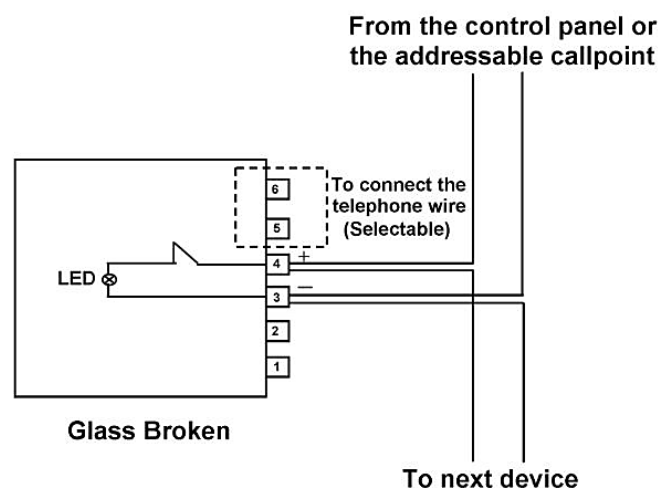 From the control panel or
the addressable callpoint
6
To connect the
telephone wire
(Selectable)
5
4
+
LED
3
−
2
1
Glass Broken
To next device